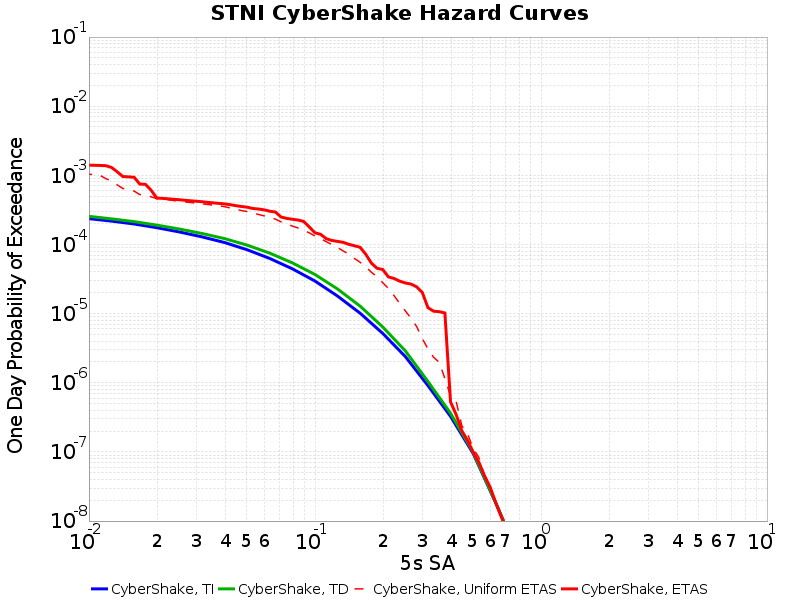 STNI CyberShake Hazard Curves
One Day Probability of Exceedance
10-1
10-2
10-3
10-4
10-5
10-6
10-7
10-8
10-2 2 3 4 5 6 10-1 2 3 4 5 6 7 100 2 3 4 5 6 7 101
5s SA
CyberShake, TI CyberShake, TD CyberShake, Uniform ETAS CyberShake, ETAS